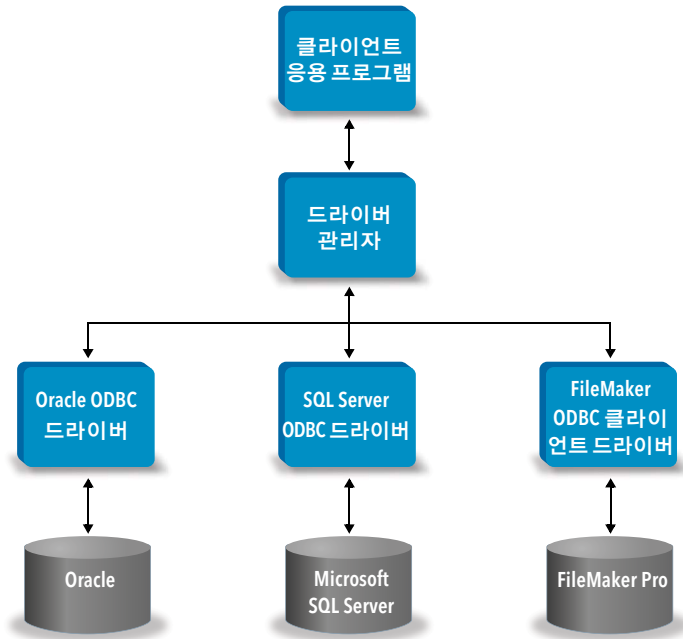 클라이언트
응용 프로그램
드라이버
관리자
Oracle ODBC
드라이버
SQL Server
ODBC 드라이버
FileMaker
ODBC 클라이
언트 드라이버
Oracle
Microsoft
SQL Server
FileMaker Pro